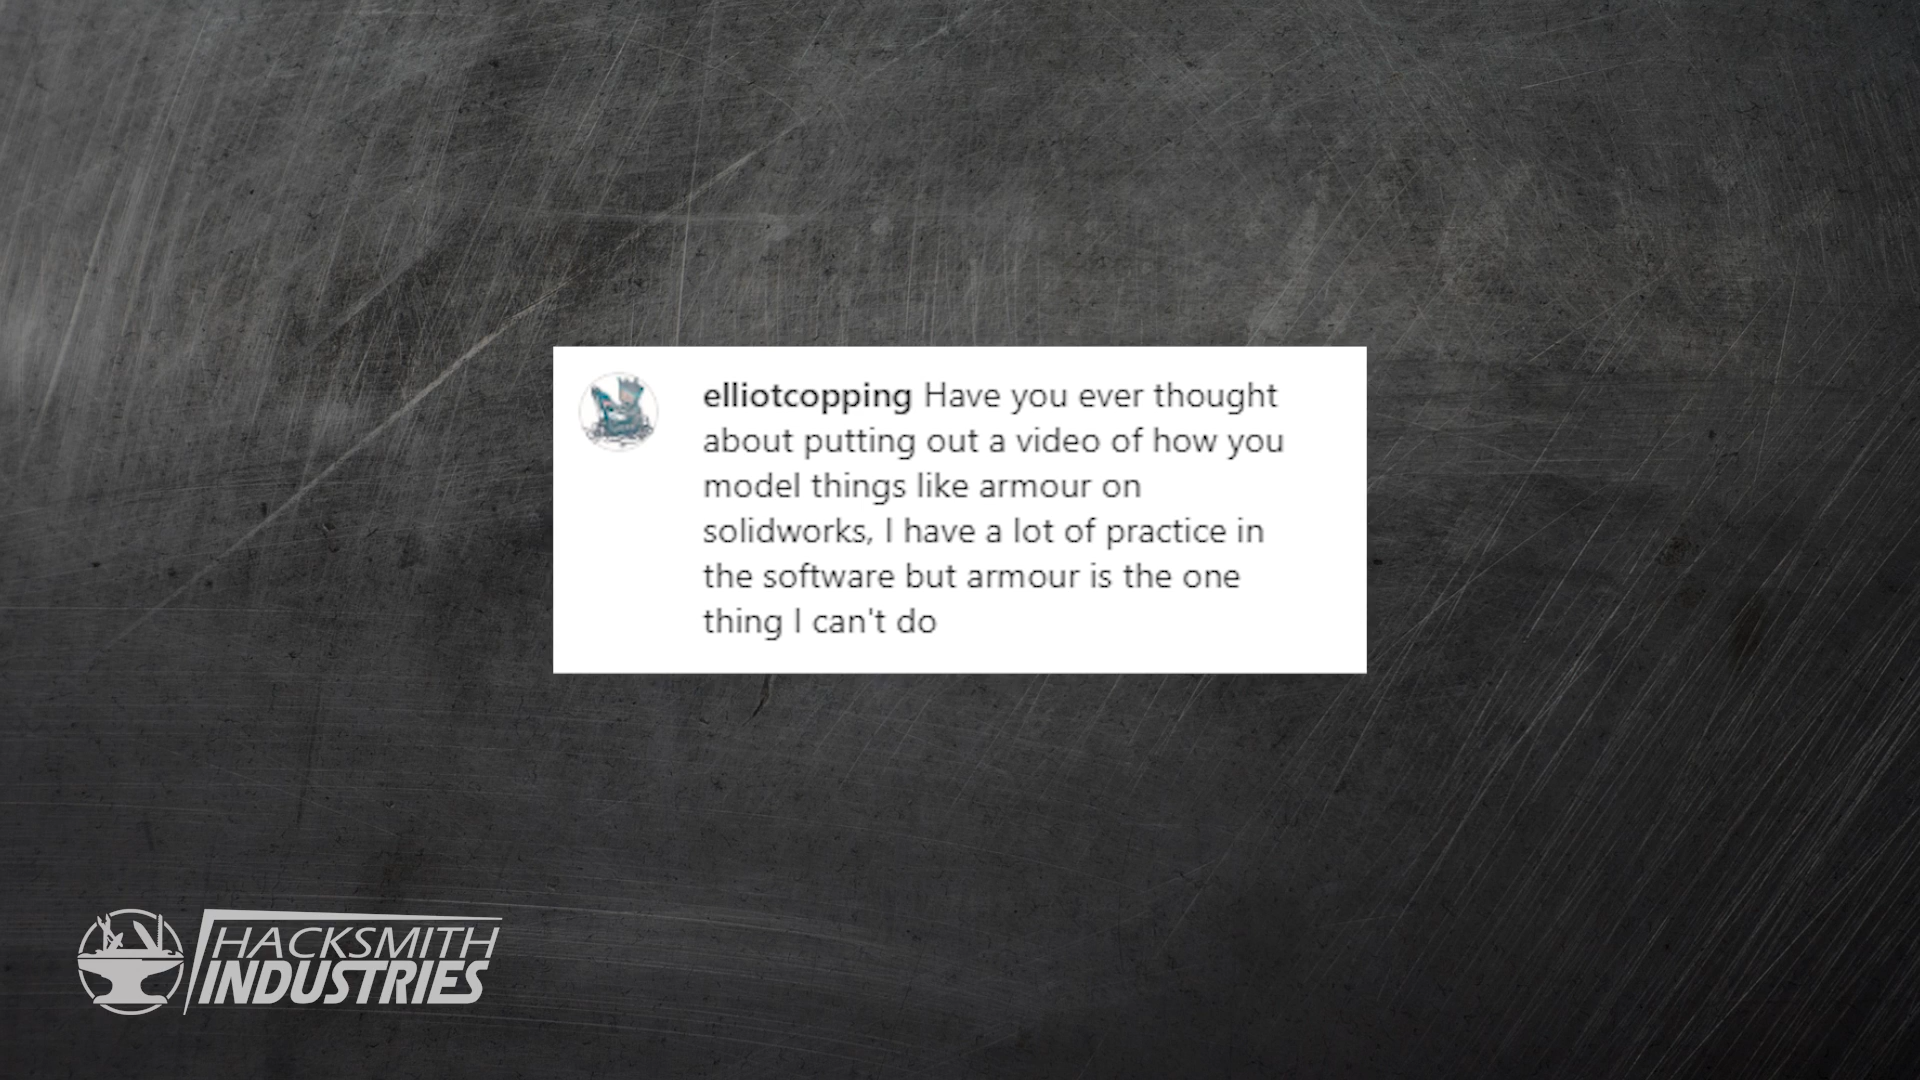 elliotcopping Have you ever thought
about putting out a video of how you
model things like armour on
solidworks, I have a lot of practice in
the software but armour is the one
thing I can't do
HACKSMITH
INDUSTRIES